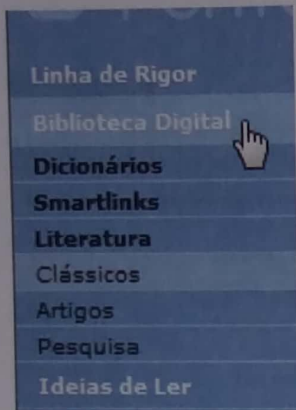 Linha de Rigor
Biblioteca Digital
Dicionários
Smartlinks
Literatura
Clássicos
Artigos
Pesquisa
Ideias de Ler